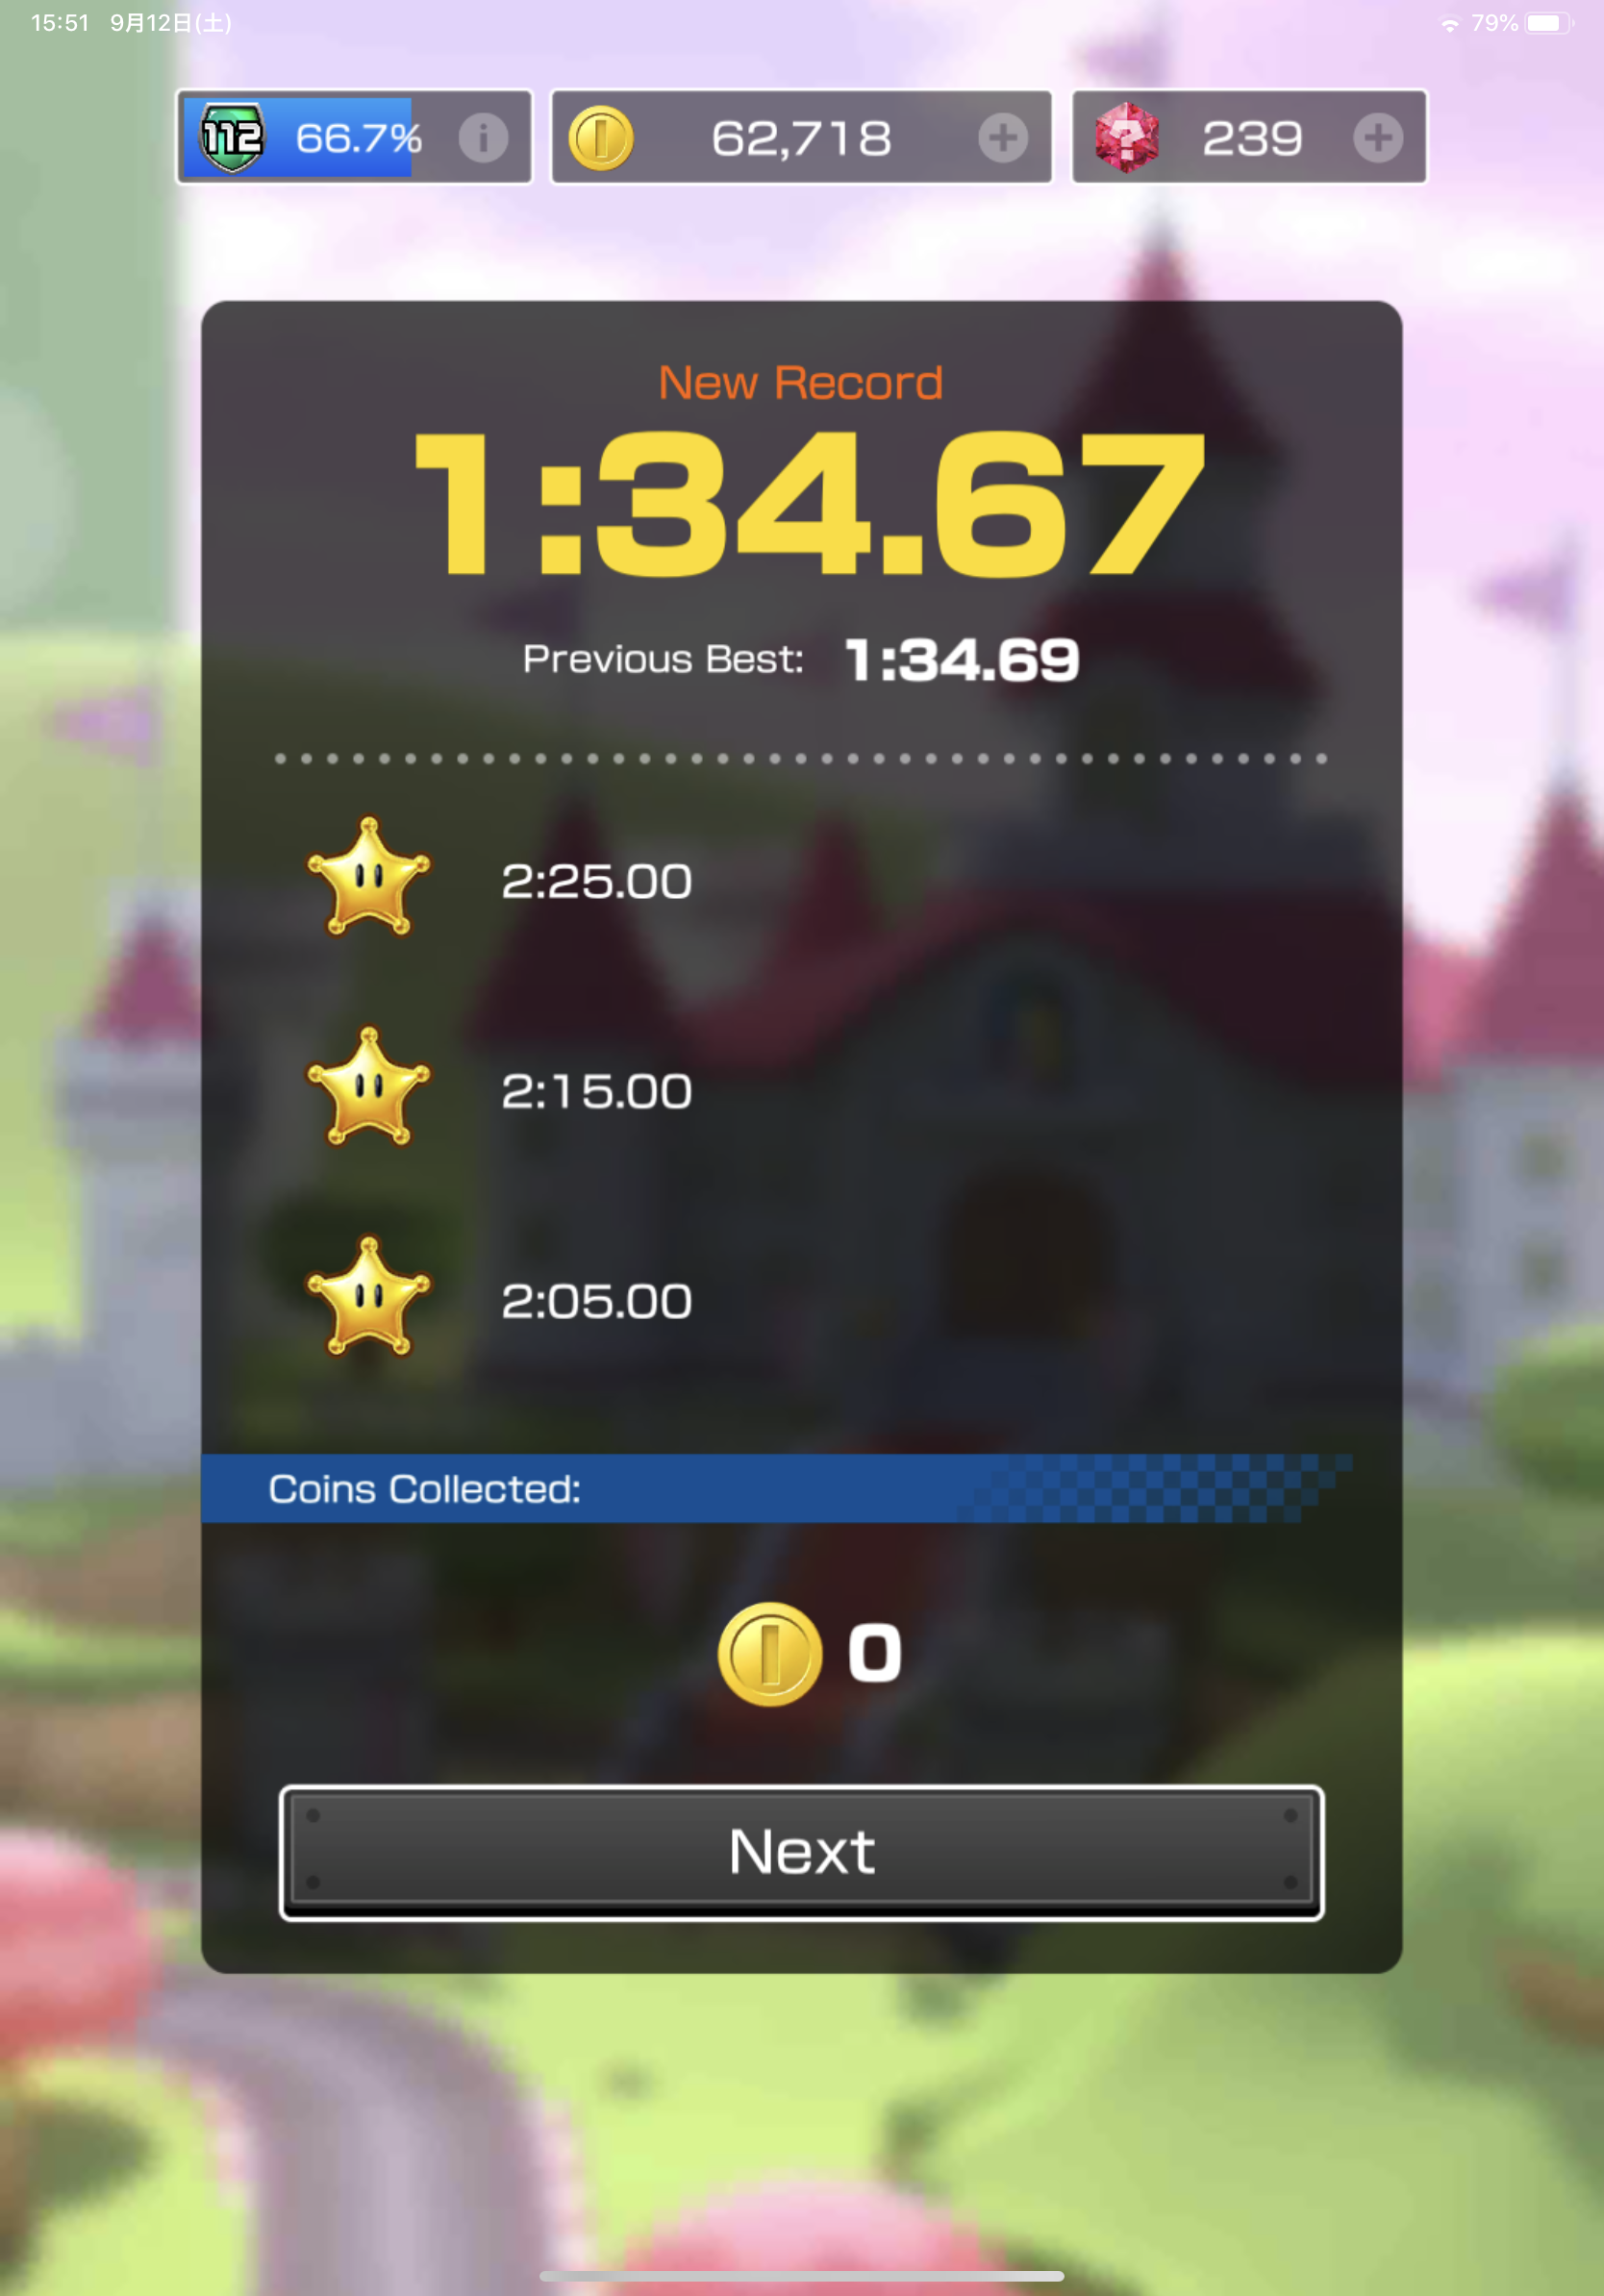 15:51 9月12日(土) 79%
112 66.7% i 62,718 + ? 239 +
New Record
1:34.67
Previous Best: 1:34.69
2:25.00
2:15.00
2:05.00
Coins Collected:
0
Next